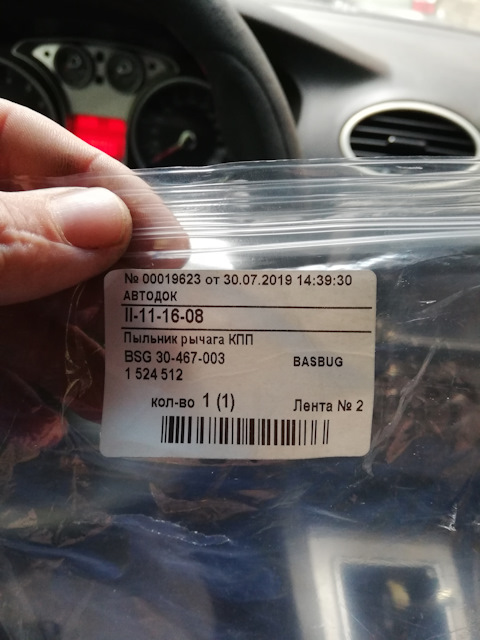 № 00019623 от 30.07.2019 14:39:30
АВТОДОК
II-11-16-08
Пыльник рычага КПП
BSG 30-467-003 BASBUG
1 524 512
кол-во 1 (1) Лента № 2